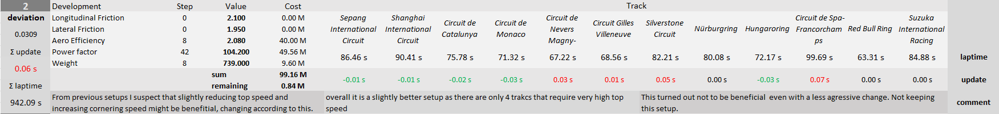 2 Development Step Value Cost Track
deviation Longitudinal Friction 0 2.100 0.00 M
0.0309 Lateral Friction 0 1.950 0.00 M
Aero Efficiency 8 2.080 40.00 M
Σ update Power factor 42 104.200 49.56 M
0.06 s Weight 8 739.000 9.60 M
sum 99.16 M
Σ laptime remaining 0.84 M
942.09 s
Sepang International Circuit
Shanghai International Circuit
Circuit de Catalunya
Circuit de Monaco
Circuit de Nevers Magny-
Circuit Gilles Villeneuve
Silverstone Circuit
Nürburgring
Hungaroring
Circuit de Spa-Francorchamps
Red Bull Ring
Suzuka International Racing
86.46 s 90.41 s 75.78 s 71.32 s 67.22 s 68.56 s 82.21 s 80.08 s 72.17 s 99.69 s 63.31 s 84.88 s laptime
-0.01 s -0.01 s -0.02 s -0.03 s 0.03 s 0.01 s 0.05 s 0.00 s -0.03 s 0.07 s 0.00 s 0.00 s update
From previous setups I suspect that slightly reducing top speed and
increasing cornering speed might be benefitial, changing according to this.
overall it is a slightly better setup as there are only 4 trakcs that require very high top
speed
This turned out not to be beneficial even with a less agressive change. Not keeping
this setup.
comment